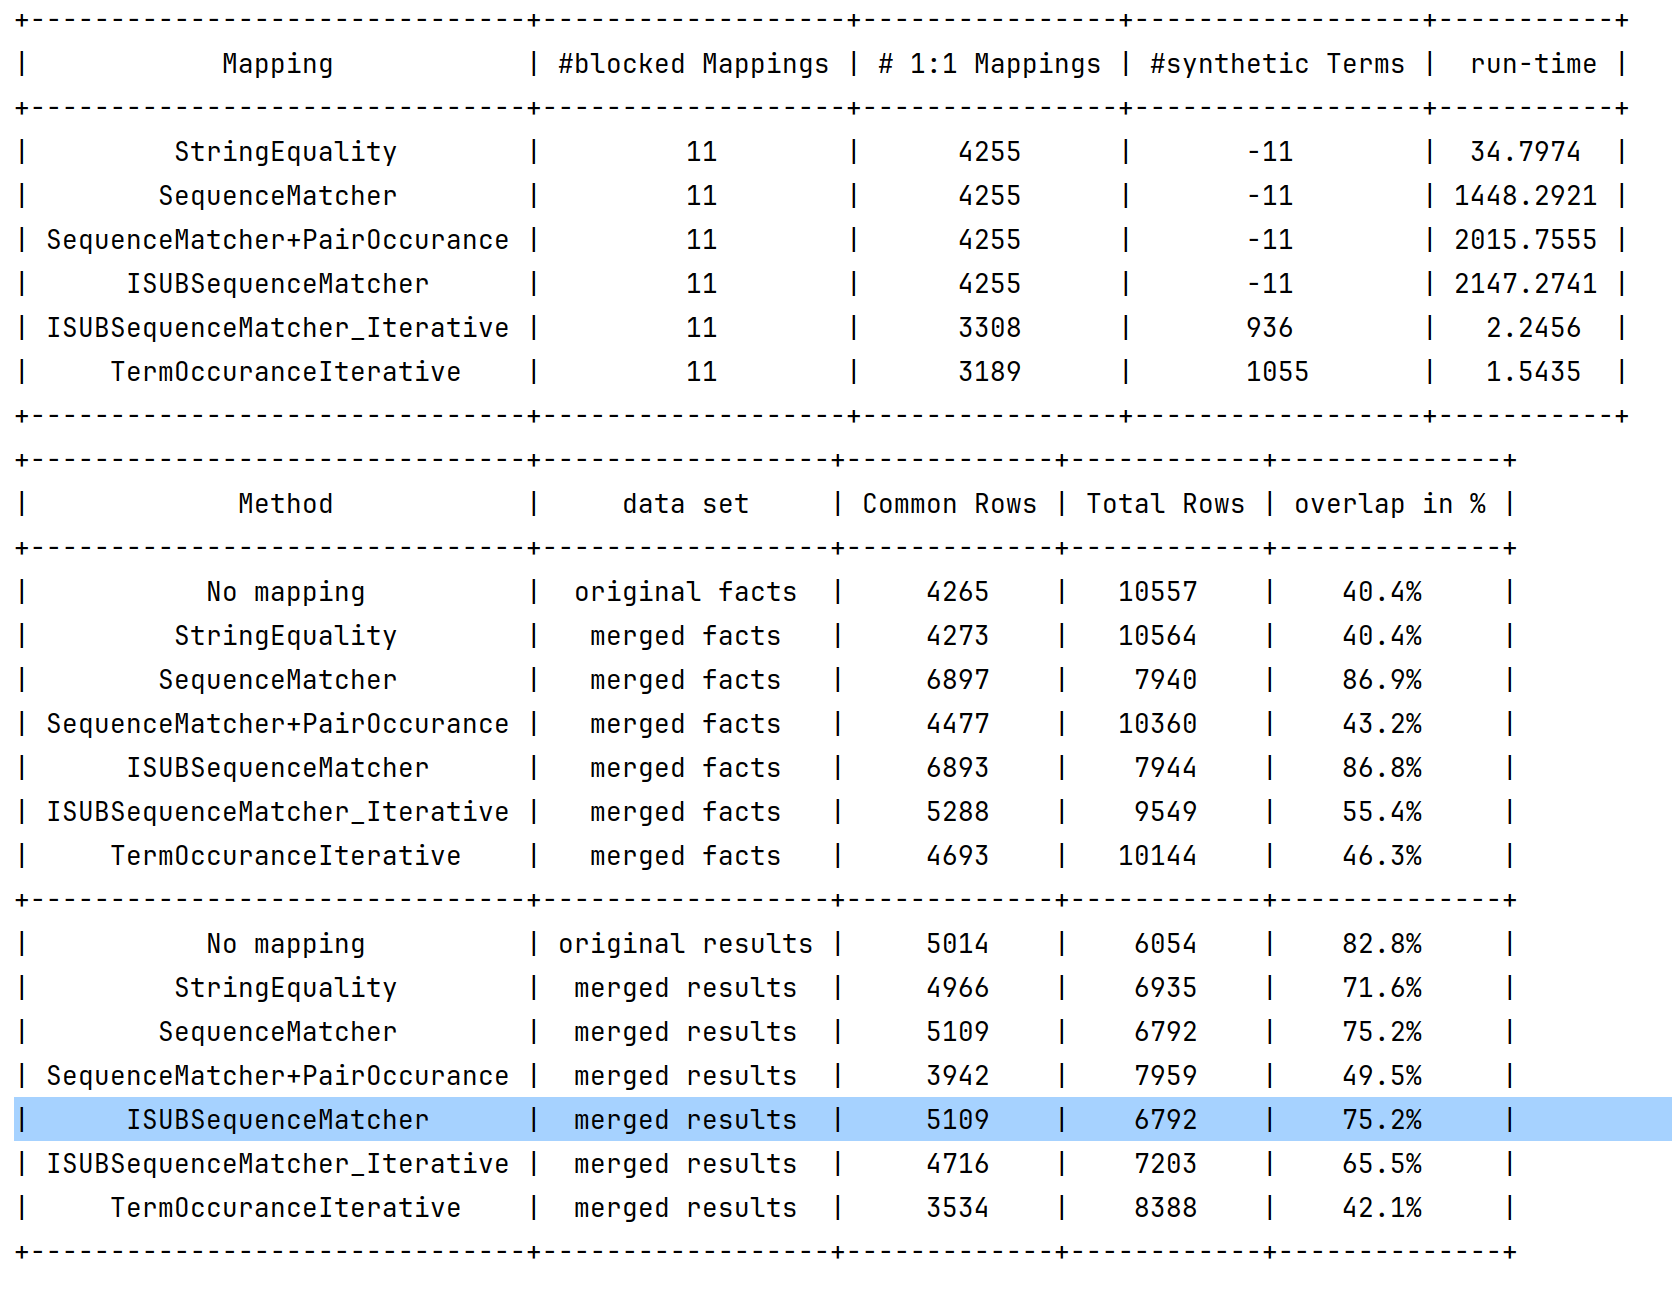 +-------------------------------+-------------------+----------------+------------------+-----------+
|            Mapping            | #blocked Mappings | # 1:1 Mappings | #synthetic Terms |  run-time |
+-------------------------------+-------------------+----------------+------------------+-----------+
|         StringEquality        |         11        |      4255      |       -11        |  34.7974  |
|        SequenceMatcher        |         11        |      4255      |       -11        | 1448.2921 |
| SequenceMatcher+PairOccurance |         11        |      4255      |       -11        | 2015.7555 |
|      ISUBSequenceMatcher      |         11        |      4255      |       -11        | 2147.2741 |
| ISUBSequenceMatcher_Iterative |         11        |      3308      |       936        |   2.2456  |
|     TermOccuranceIterative    |         11        |      3189      |       1055       |   1.5435  |
+-------------------------------+-------------------+----------------+------------------+-----------+
+-------------------------------+------------------+-------------+------------+--------------+
|             Method            |     data set     | Common Rows | Total Rows | overlap in % |
+-------------------------------+------------------+-------------+------------+--------------+
|           No mapping          |  original facts  |     4265    |   10557    |    40.4%     |
|         StringEquality        |   merged facts   |     4273    |   10564    |    40.4%     |
|        SequenceMatcher        |   merged facts   |     6897    |    7940    |    86.9%     |
| SequenceMatcher+PairOccurance |   merged facts   |     4477    |   10360    |    43.2%     |
|      ISUBSequenceMatcher      |   merged facts   |     6893    |    7944    |    86.8%     |
| ISUBSequenceMatcher_Iterative |   merged facts   |     5288    |    9549    |    55.4%     |
|     TermOccuranceIterative    |   merged facts   |     4693    |   10144    |    46.3%     |
+-------------------------------+------------------+-------------+------------+--------------+
|           No mapping          | original results |     5014    |    6054    |    82.8%     |
|         StringEquality        |  merged results  |     4966    |    6935    |    71.6%     |
|        SequenceMatcher        |  merged results  |     5109    |    6792    |    75.2%     |
| SequenceMatcher+PairOccurance |  merged results  |     3942    |    7959    |    49.5%     |
|      ISUBSequenceMatcher      |  merged results  |     5109    |    6792    |    75.2%     |
| ISUBSequenceMatcher_Iterative |  merged results  |     4716    |    7203    |    65.5%     |
|     TermOccuranceIterative    |  merged results  |     3534    |    8388    |    42.1%     |
+-------------------------------+------------------+-------------+------------+--------------+